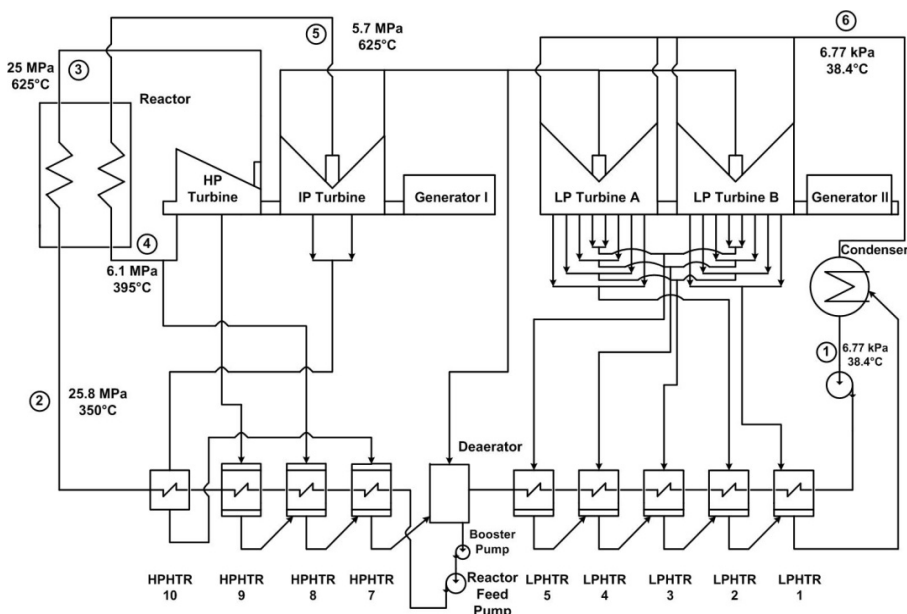 5
5.7 MPa
625°C
6
6.77 kPa
38.4°C
3
25 MPa
625°C
Reactor
HP
Turbine
IP Turbine
Generator I
LP Turbine A
LP Turbine B
Generator II
4
6.1 MPa
395°C
Condenser
1
6.77 kPa
38.4°C
2
25.8 MPa
350°C
Deaerator
Booster
Pump
Reactor
Feed
Pump
HPHTR
10
HPHTR
9
HPHTR
8
HPHTR
7
LPHTR
5
LPHTR
4
LPHTR
3
LPHTR
2
LPHTR
1